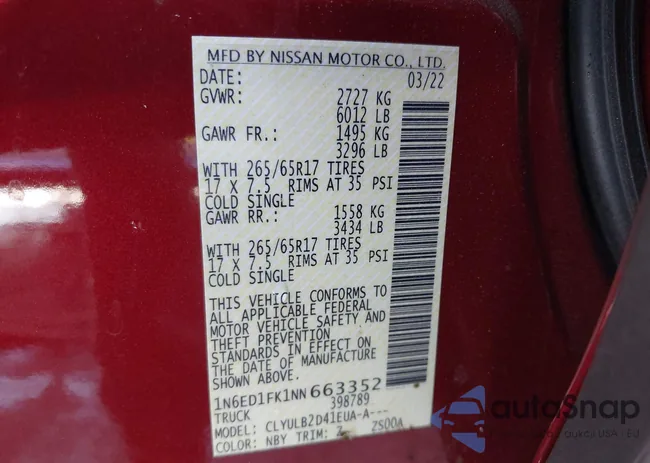 MFD BY NISSAN MOTOR CO., LTD.
DATE: 03/22
GVWR: 2727 KG
6012 LB
GAWR FR.: 1495 KG
3296 LB
WITH 265/65R17 TIRES
17 X 7.5 RIMS AT 35 PSI
COLD SINGLE
GAWR RR.: 1558 KG
3434 LB
WITH 265/65R17 TIRES
17 X 7.5 RIMS AT 35 PSI
COLD SINGLE
THIS VEHICLE CONFORMS TO
ALL APPLICABLE FEDERAL
MOTOR VEHICLE SAFETY AND
THEFT PREVENTION
STANDARDS IN EFFECT ON
THE DATE OF MANUFACTURE
SHOWN ABOVE.
1N6ED1FK1NN663352
TRUCK 398789
MODEL: CLYULB2D41EUA-A---
COLOR: NBY TRIM: Z ZS00A
autoSnap
aukcji USA - EU